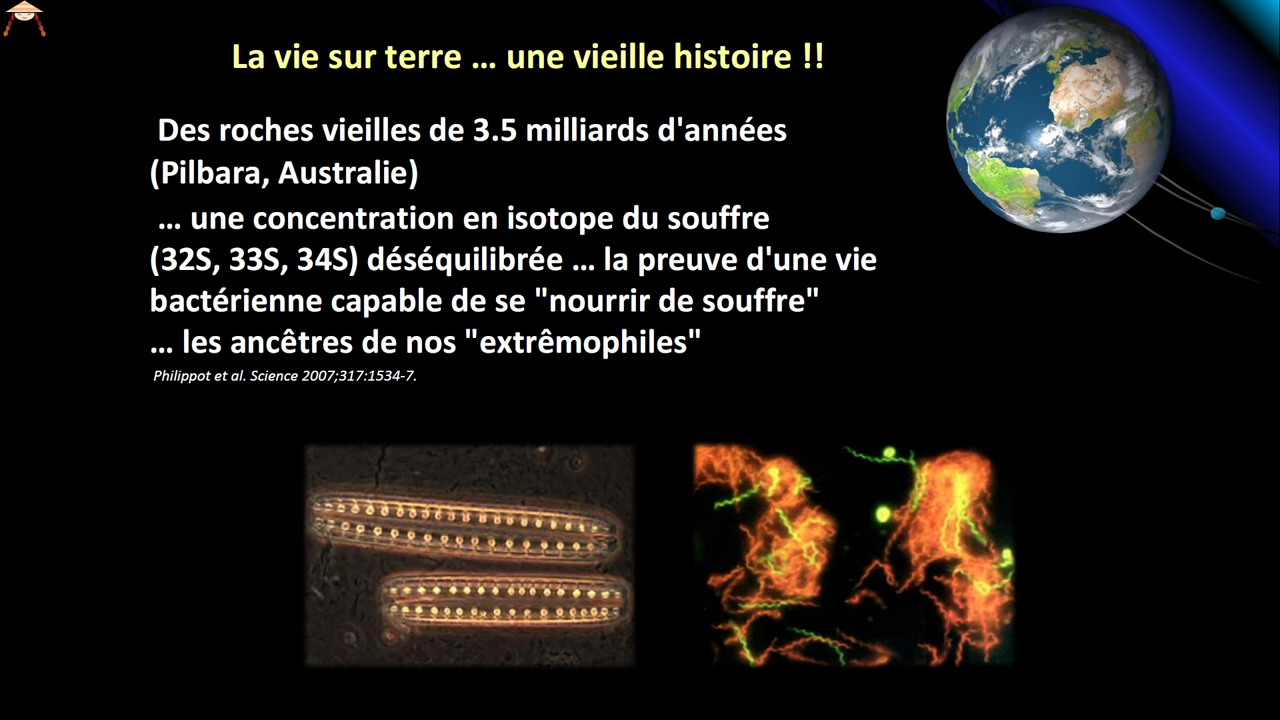 La vie sur terre ... une vieille histoire !!
Des roches vieilles de 3.5 milliards d'années
(Pilbara, Australie)
... une concentration en isotope du souffre
(32S, 33S, 34S) déséquilibrée ... la preuve d'une vie
bactérienne capable de se "nourrir de souffre"
... les ancêtres de nos "extrêmophiles"
Philippot et al. Science 2007;317:1534-7.